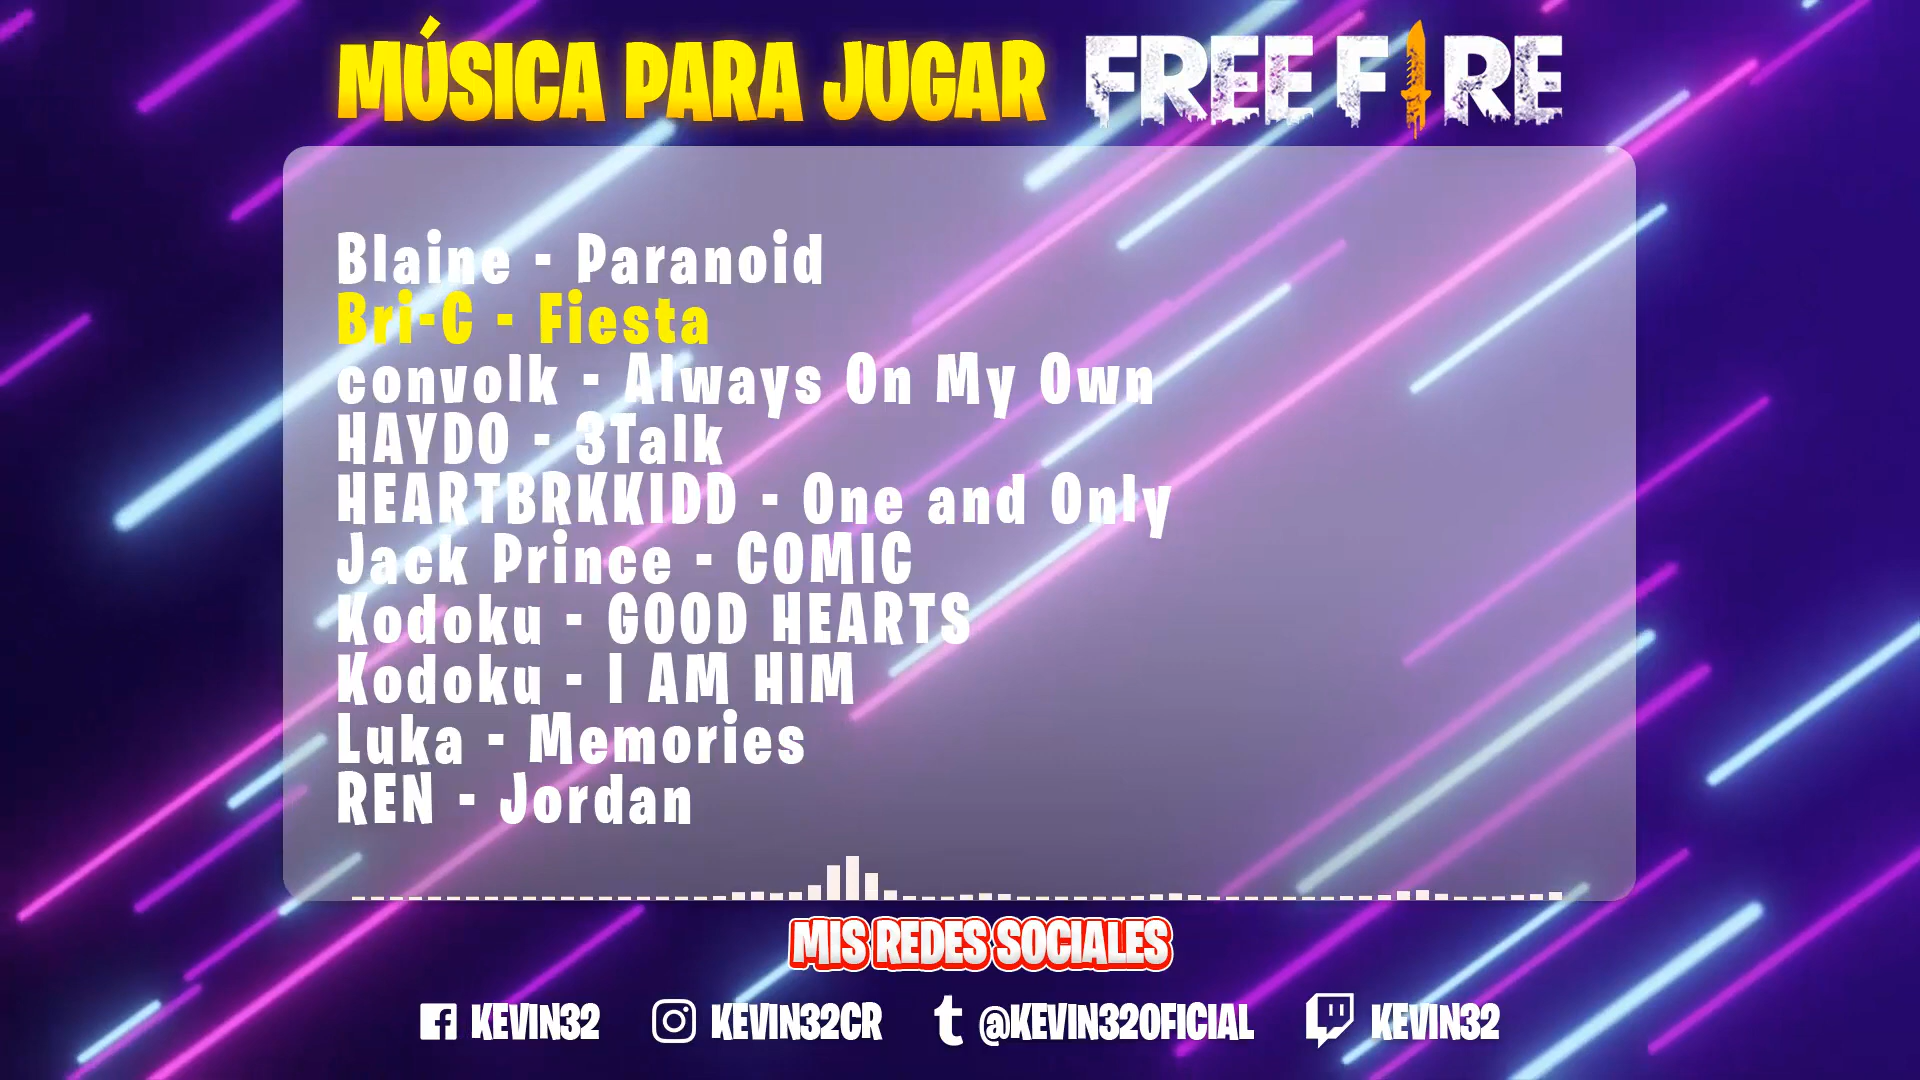 MÚSICA PARA JUGAR FREE FIRE
Blaine - Paranoid
Bri-C - Fiesta
convolk - Always On My Own
HAYDO - 3Talk
HEARTBRKKIDD - One and Only
Jack Prince - COMIC
Kodoku - GOOD HEARTS
Kodoku - I AM HIM
Luka - Memories
REN - Jordan
MIS REDES SOCIALES
KEVIN32 KEVIN32CR @KEVIN32OFICIAL KEVIN32